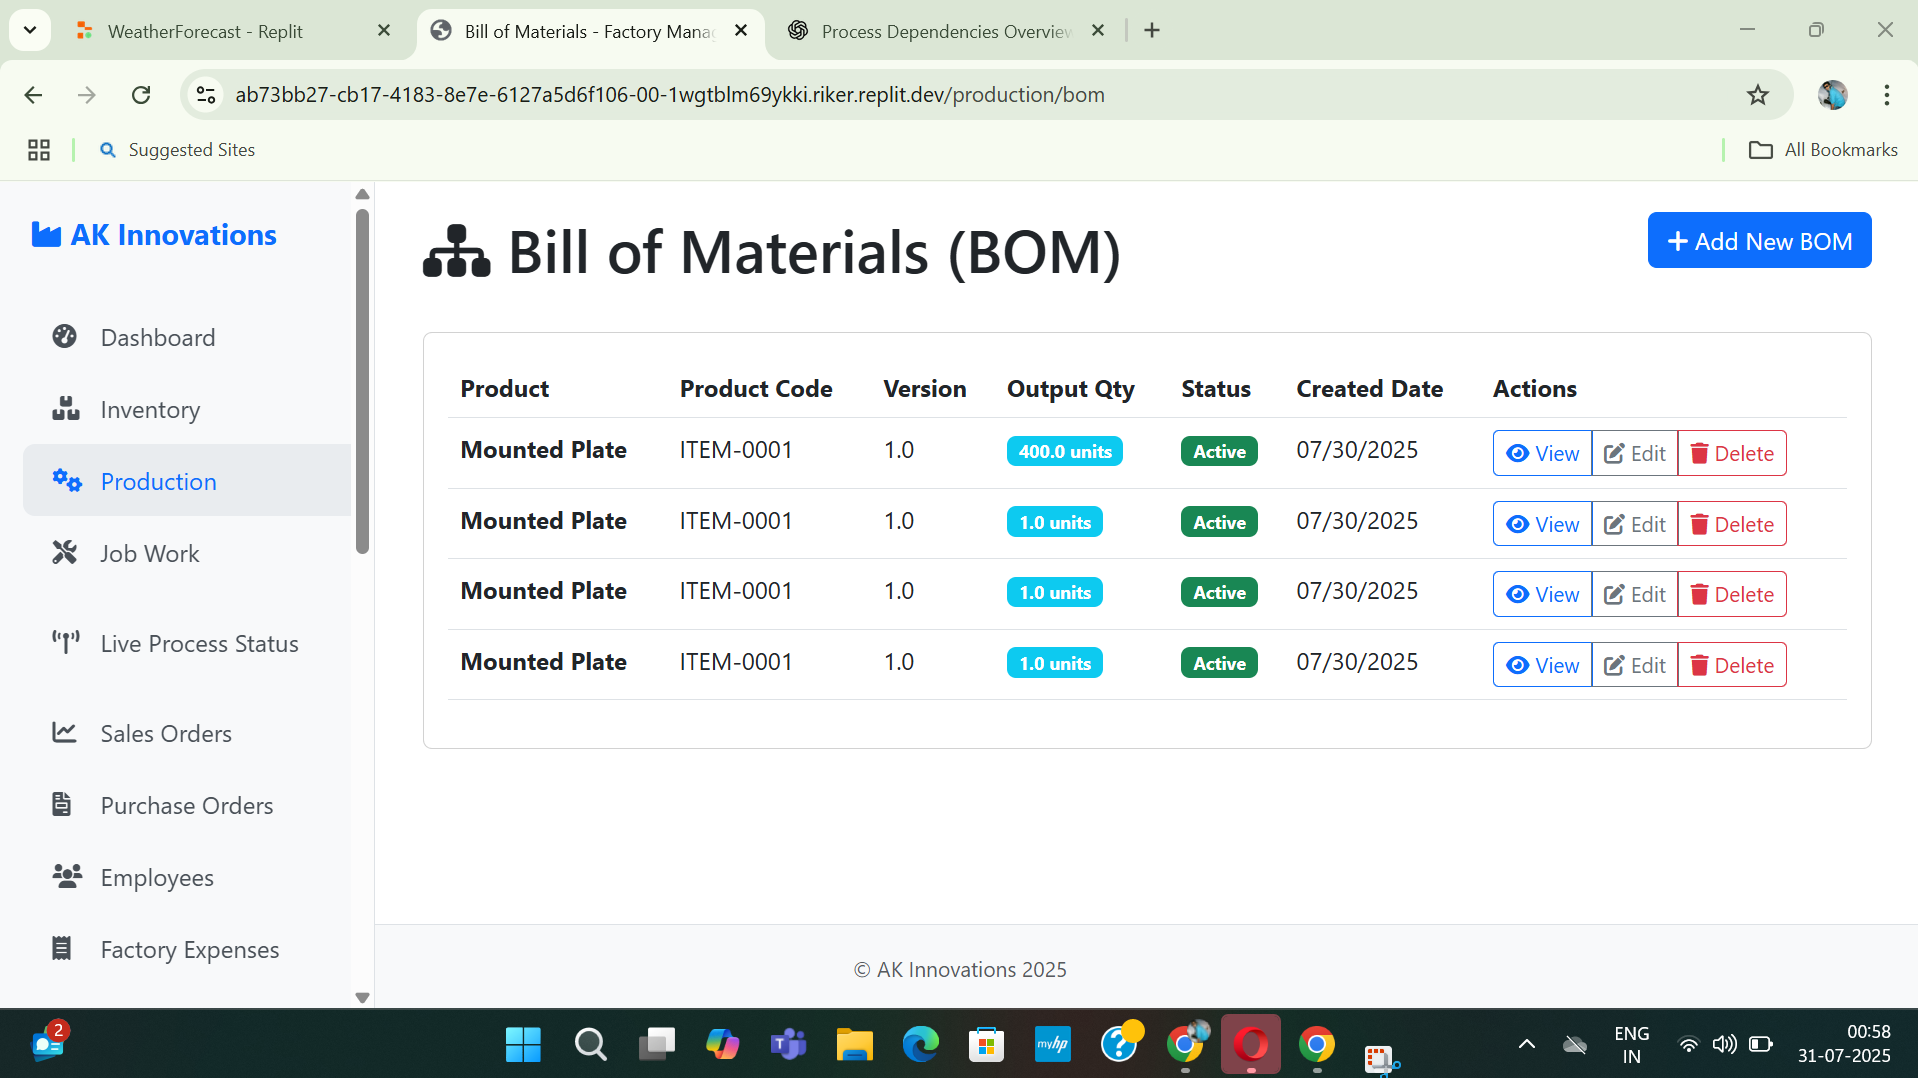 WeatherForecast - Replit
Bill of Materials - Factory Mana
Process Dependencies Overview
ab73bb27-cb17-4183-8e7e-6127a5d6f106-00-1wgtblm69ykki.riker.replit.dev/production/bom
Suggested Sites
All Bookmarks
AK Innovations
Dashboard
Inventory
Production
Job Work
Live Process Status
Sales Orders
Purchase Orders
Employees
Factory Expenses
Bill of Materials (BOM)
Add New BOM
Product Product Code Version Output Qty Status Created Date Actions
Mounted Plate ITEM-0001 1.0 400.0 units Active 07/30/2025 View Edit Delete
Mounted Plate ITEM-0001 1.0 1.0 units Active 07/30/2025 View Edit Delete
Mounted Plate ITEM-0001 1.0 1.0 units Active 07/30/2025 View Edit Delete
Mounted Plate ITEM-0001 1.0 1.0 units Active 07/30/2025 View Edit Delete
© AK Innovations 2025
2
myhp
ENG
IN
00:58
31-07-2025